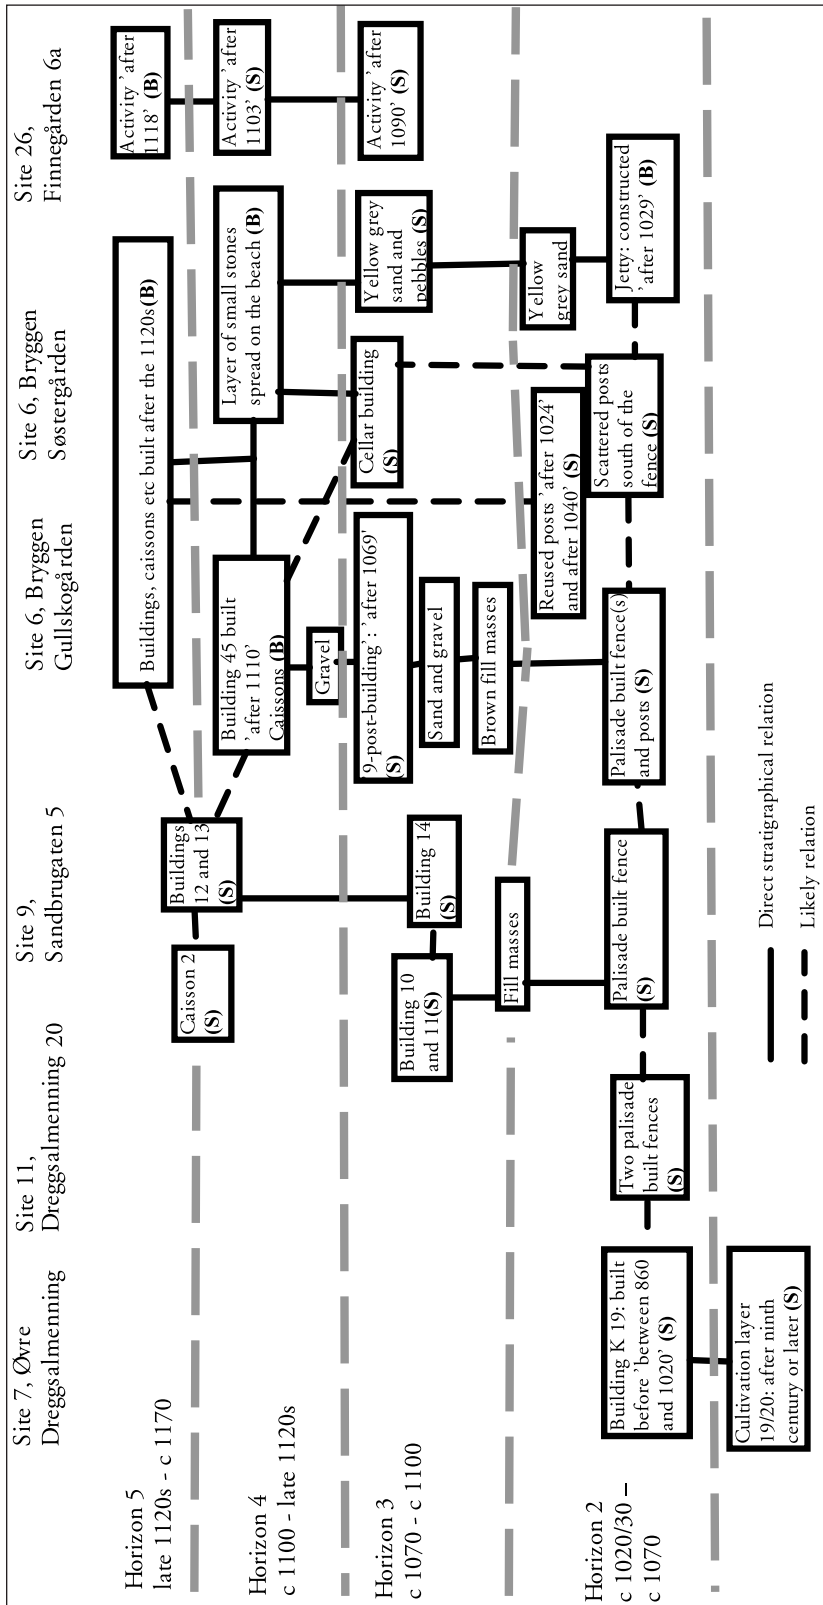 Site 7, Øvre
Dreggsalmenning
Site 11,
Dreggsalmenning 20
Site 9,
Sandbrugaten 5
Site 6, Bryggen
Gullskogården
Site 6, Bryggen
Søstergården
Site 26,
Finnegården 6a
Horizon 5
late 1120s - c 1170
Buildings, caissons etc built after the 1120s(B)
Activity 'after
1118' (B)
Caisson 2
(S)
Buildings
12 and 13
(S)
Horizon 4
c 1100 - late 1120s
Building 45 built
'after 1110'
Caissons (B)
Layer of small stones
spread on the beach (B)
Activity 'after
1103' (S)
Gravel
Horizon 3
c 1070 - c 1100
Building 10
and 11(S)
Building 14
(S)
'9-post-building': 'after 1069'
(S)
Sand and gravel
Brown fill masses
Cellar building
(S)
Yellow grey
sand and
pebbles (S)
Activity 'after
1090' (S)
Fill masses
Reused posts 'after 1024'
and after 1040' (S)
Yellow
grey sand
Horizon 2
c 1020/30 –
c 1070
Building K 19: built
before 'between 860
and 1020' (S)
Two palisade
built fences
(S)
Palisade built fence
(S)
Palisade built fence(s)
and posts (S)
Scattered posts
south of the
fence (S)
Jetty: constructed
'after 1029' (B)
Cultivation layer
19/20: after ninth
century or later (S)
Direct stratigraphical relation
Likely relation